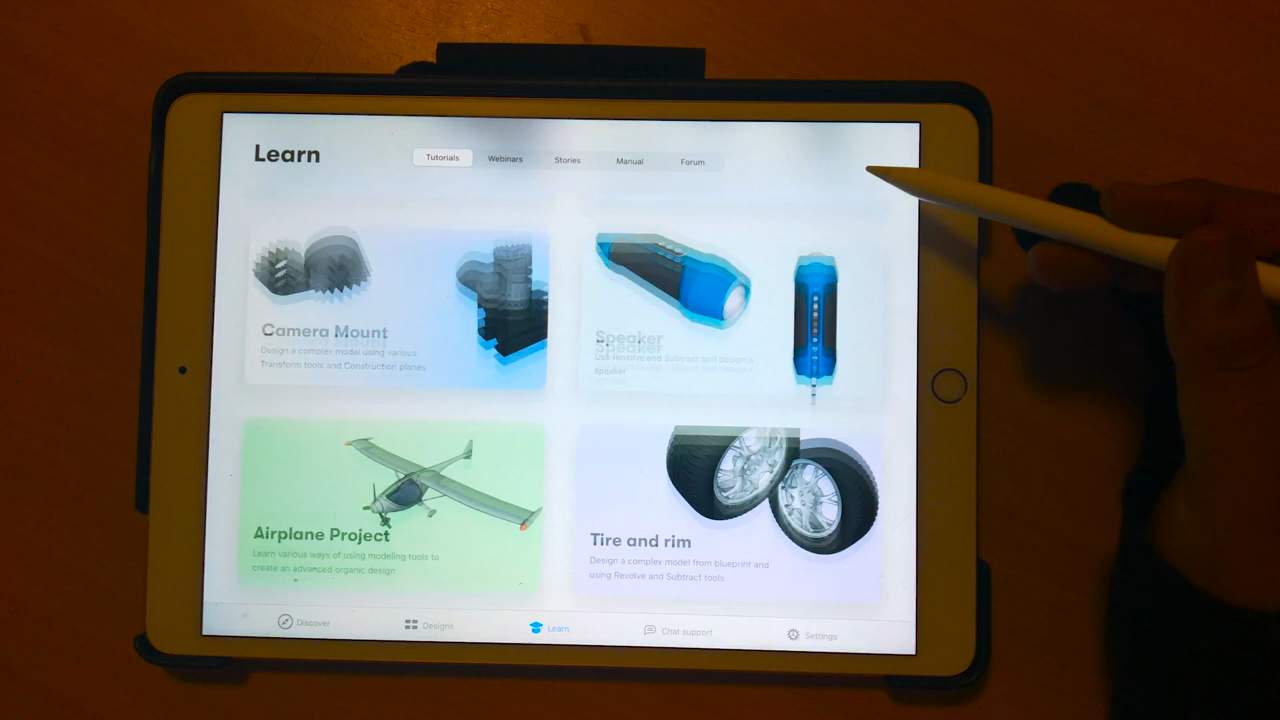 Learn
Tutorials
Webinars
Stories
Manual
Forum
Camera Mount
Design a complex model using various
Transform tools and Construction planes
Speaker
Use Revolve and Subtract and design a
speaker
Airplane Project
Learn various ways of using modeling tools to
create an advanced organic design
Tire and rim
Design a complex model from blueprint and
using Revolve and Subtract tools
Discover
Designs
Learn
Chat support
Settings